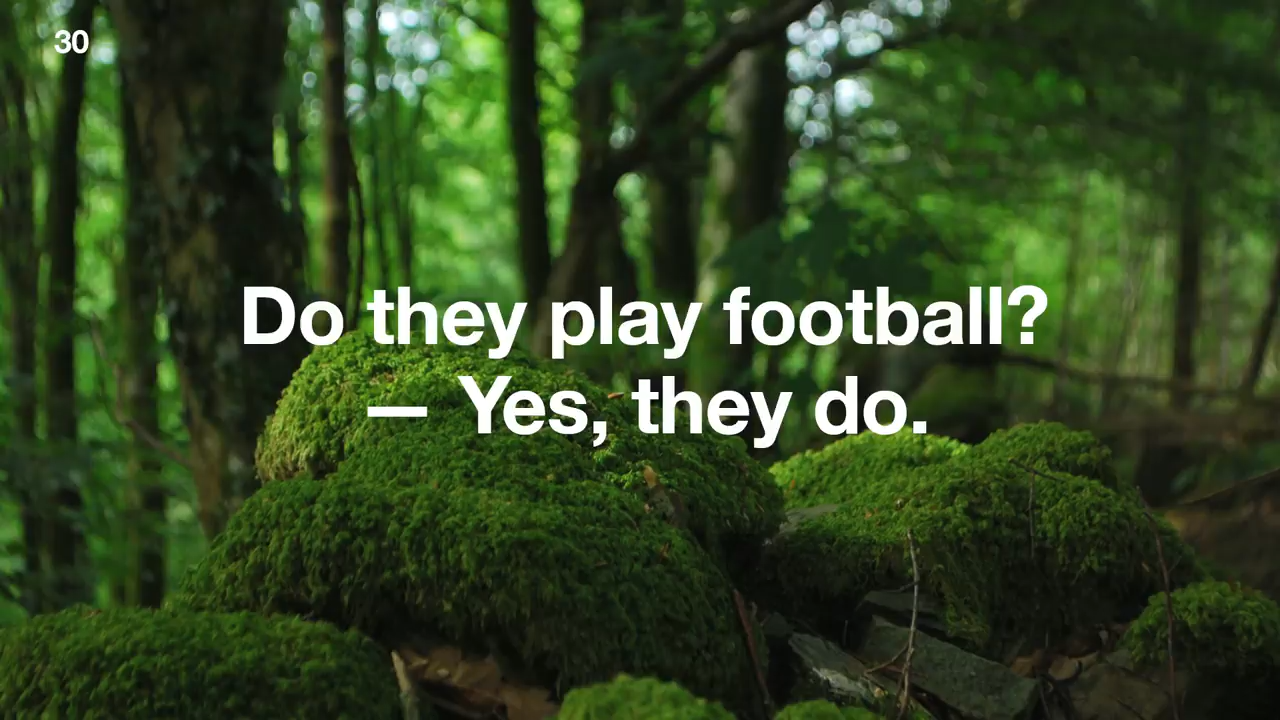 30
Do they play football?
— Yes, they do.